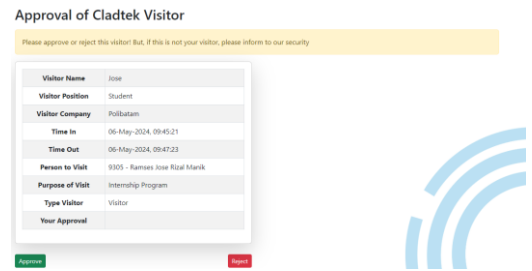 Approval of Cladtek Visitor
Please approve or reject this visitor! But, if this is not your visitor, please inform to our security
Visitor Name Jose
Visitor Position Student
Visitor Company Polibatam
Time In 06-May-2024, 09:45:21
Time Out 06-May-2024, 09:47:23
Person to Visit 9305 - Ramses Jose Rizal Manik
Purpose of Visit Internship Program
Type Visitor Visitor
Your Approval
Approve Reject